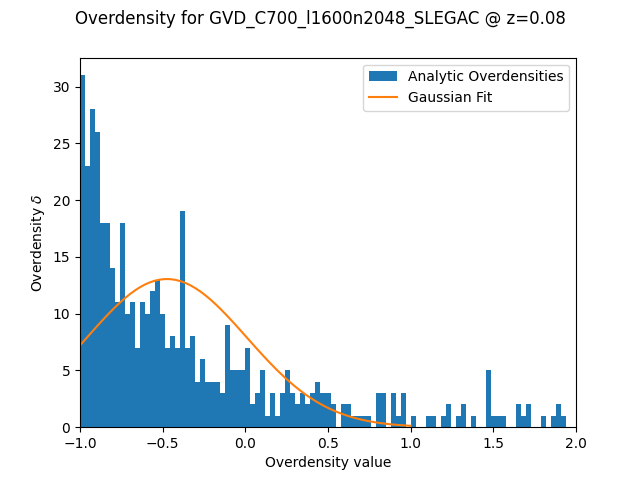 Overdensity for GVD_C700_l1600n2048_SLEGAC @ z=0.08
Analytic Overdensities
Gaussian Fit
Overdensity δ
30
25
20
15
10
5
0
−1.0 −0.5 0.0 0.5 1.0 1.5 2.0
Overdensity value